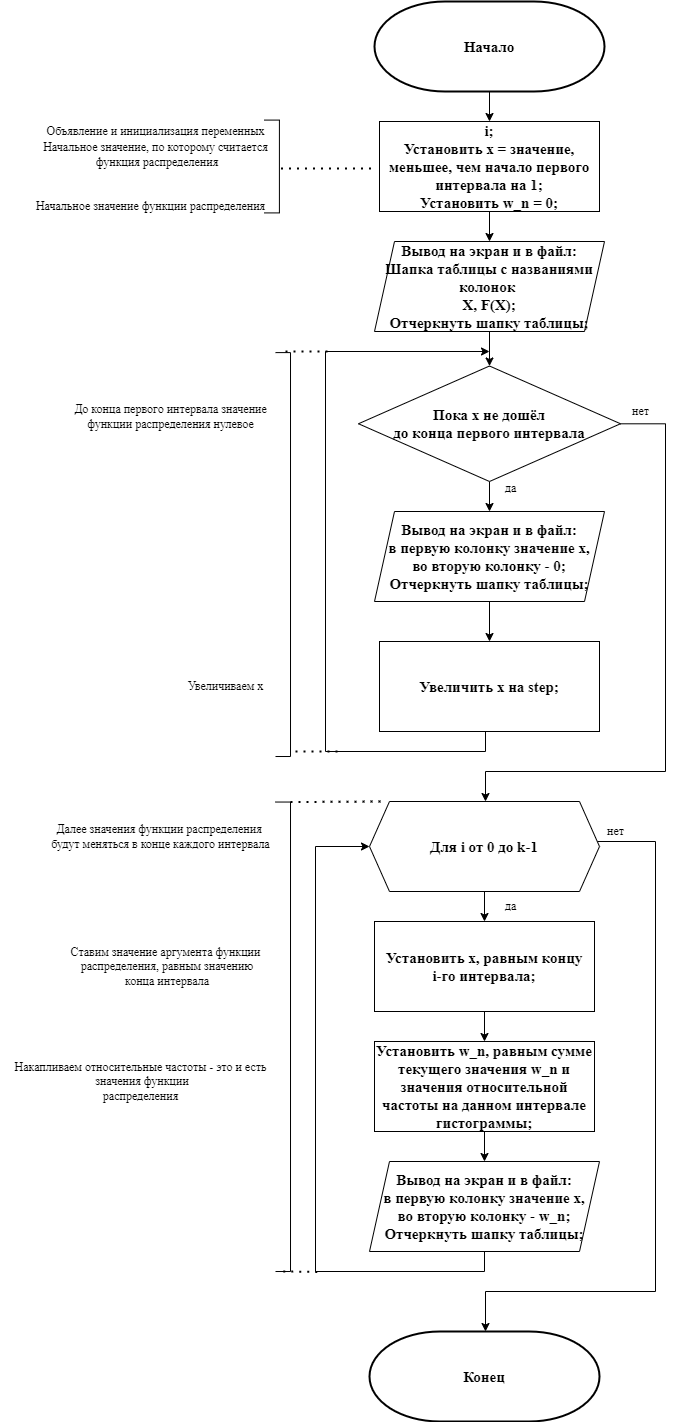 Начало
Объявление и инициализация переменных
Начальное значение, по которому считается
функция распределения
Начальное значение функции распределения
i;
Установить x = значение,
меньшее, чем начало первого
интервала на 1;
Установить w_n = 0;
Вывод на экран и в файл:
Шапка таблицы с названиями
колонок
X, F(X);
Отчеркнуть шапку таблицы;
До конца первого интервала значение
функции распределения нулевое
Пока x не дошёл
до конца первого интервала
нет
да
Вывод на экран и в файл:
в первую колонку значение x,
во вторую колонку - 0;
Отчеркнуть шапку таблицы;
Увеличиваем x
Увеличить x на step;
Далее значения функции распределения
будут меняться в конце каждого интервала
Для i от 0 до k-1
нет
да
Ставим значение аргумента функции
распределения, равным значению
конца интервала
Установить x, равным концу
i-го интервала;
Накапливаем относительные частоты - это и есть
значения функции
распределения
Установить w_n, равным сумме
текущего значения w_n и
значения относительной
частоты на данном интервале
гистограммы;
Вывод на экран и в файл:
в первую колонку значение x,
во вторую колонку - w_n;
Отчеркнуть шапку таблицы;
Конец